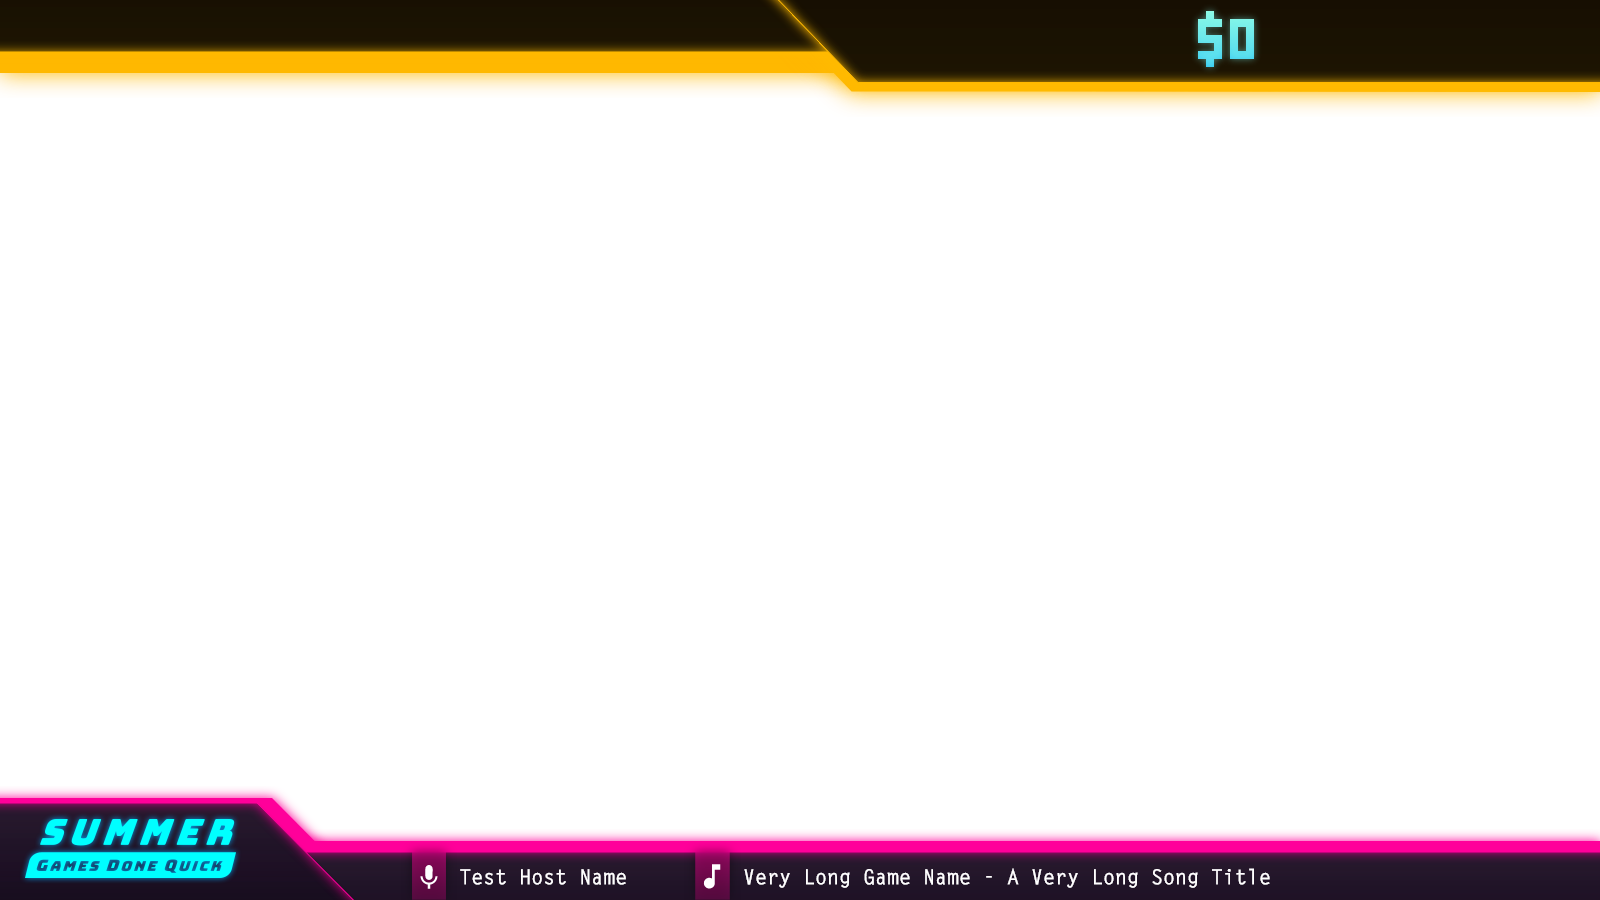 $0
SUMMER
GAMES DONE QUICK
Test Host Name
Very Long Game Name - A Very Long Song Title